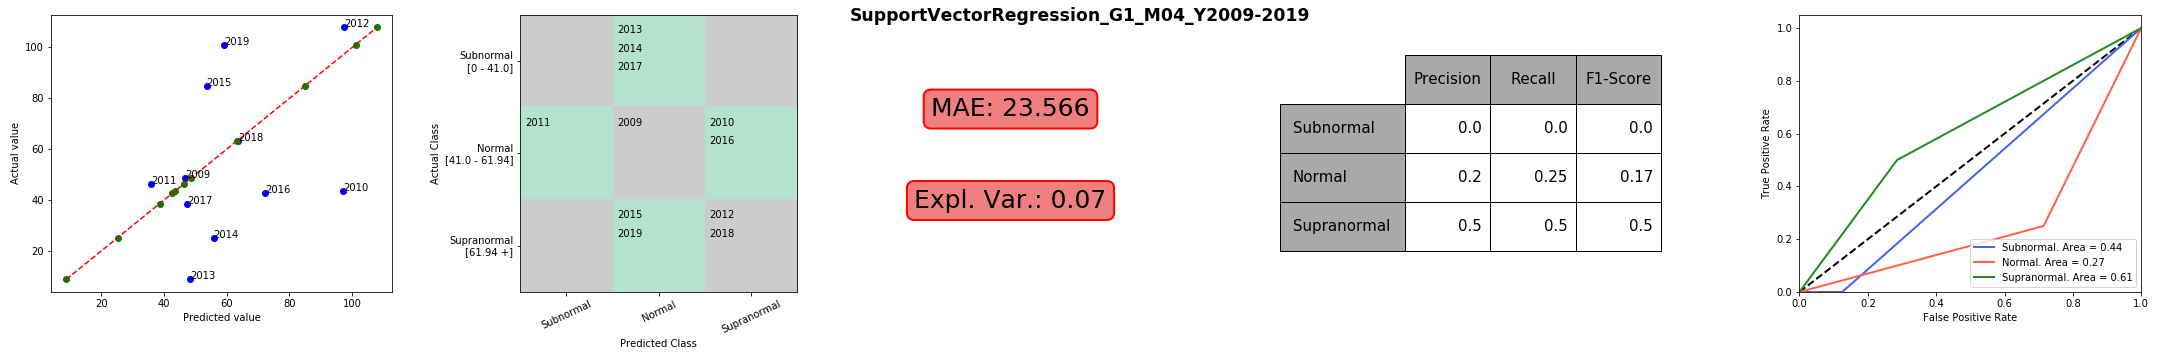 SupportVectorRegression_G1_M04_Y2009-2019
Actual value
100
80
60
40
20
2012
2019
2015
2018
2009
2011
2016
2010
2017
2014
2013
20
40
60
80
100
Predicted value
Actual Class
Subnormal
[0 - 41.0]
Normal
[41.0 - 61.94]
Supranormal
[61.94 +]
2013
2014
2017
2011
2009
2010
2016
2015
2019
2012
2018
Subnormal
Normal
Supranormal
Predicted Class
MAE: 23.566
Expl. Var.: 0.07
Precision Recall F1-Score
Subnormal 0.0 0.0 0.0
Normal 0.2 0.25 0.17
Supranormal 0.5 0.5 0.5
True Positive Rate
1.0
0.8
0.6
0.4
0.2
0.0
Subnormal. Area = 0.44
Normal. Area = 0.27
Supranormal. Area = 0.61
0.0
0.2
0.4
0.6
0.8
1.0
False Positive Rate